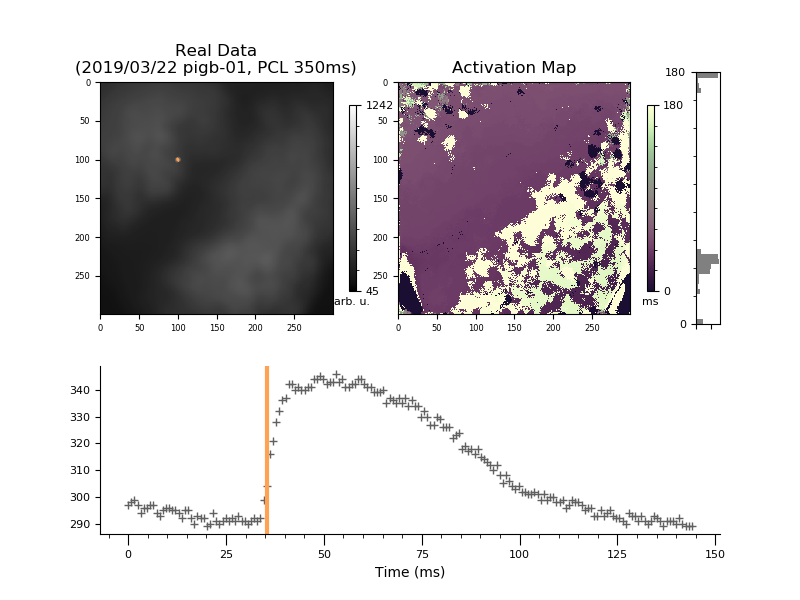 Real Data
(2019/03/22 pigb-01, PCL 350ms)
Activation Map
0
50
100
150
200
250
0 50 100 150 200 250
1242
45
arb. u.
0
50
100
150
200
250
0 50 100 150 200 250
180
0
ms
180
0
340
330
320
310
300
290
0 25 50 75 100 125 150
Time (ms)